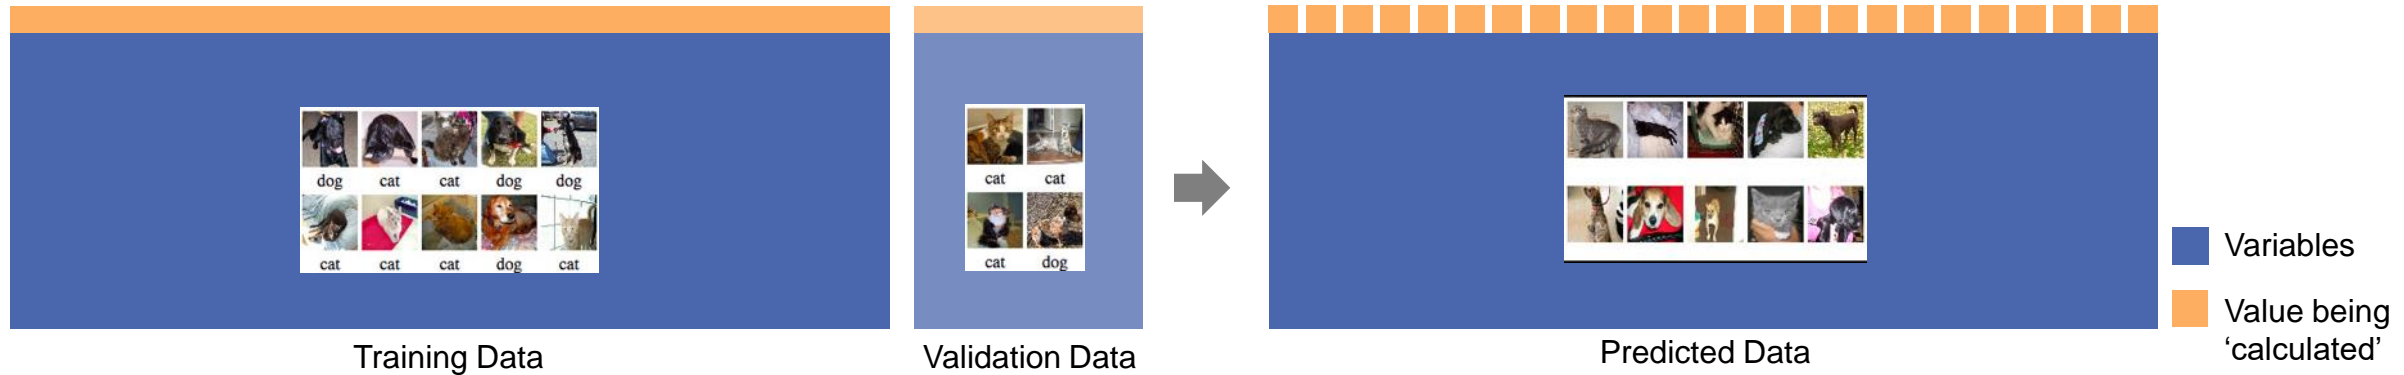 dog cat cat dog dog
cat cat cat dog cat
Training Data
cat cat
cat dog
Validation Data
Predicted Data
Variables
Value being
‘calculated’